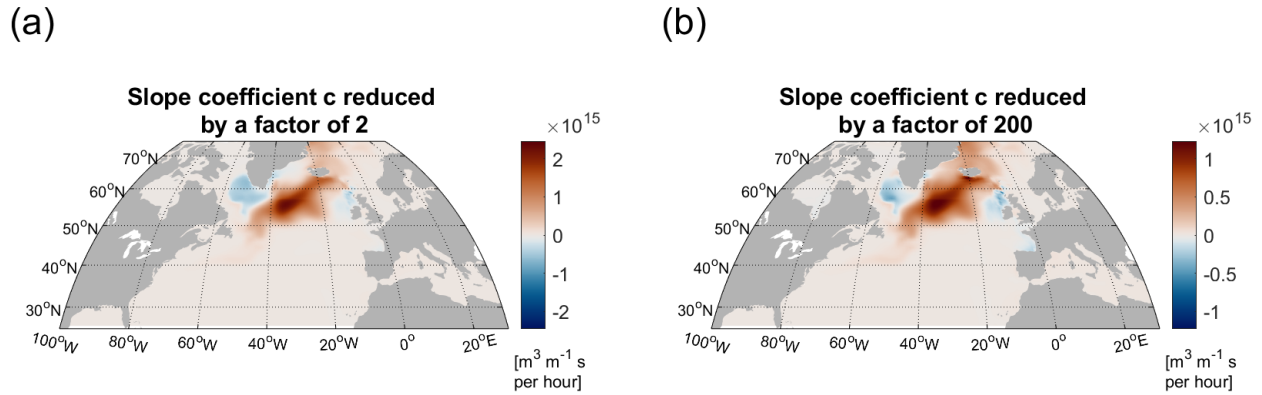 (a)
(b)
Slope coefficient c reduced
by a factor of 2
×10¹⁵
70°N
60°N
50°N
40°N
30°N
100°W
80°W
60°W
40°W
20°W
0°
20°E
2
1
0
-1
-2
[m³ m⁻¹ s
per hour]
Slope coefficient c reduced
by a factor of 200
×10¹⁵
70°N
60°N
50°N
40°N
30°N
100°W
80°W
60°W
40°W
20°W
0°
20°E
1
0.5
0
-0.5
-1
[m³ m⁻¹ s
per hour]